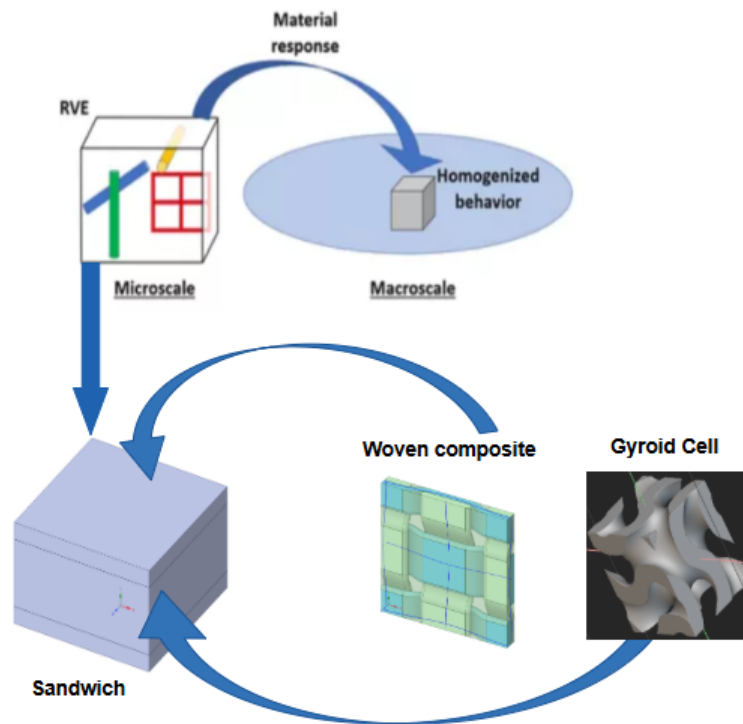 Material
response
RVE
Homogenized
behavior
Microscale
Macroscale
Woven composite
Gyroid Cell
Sandwich